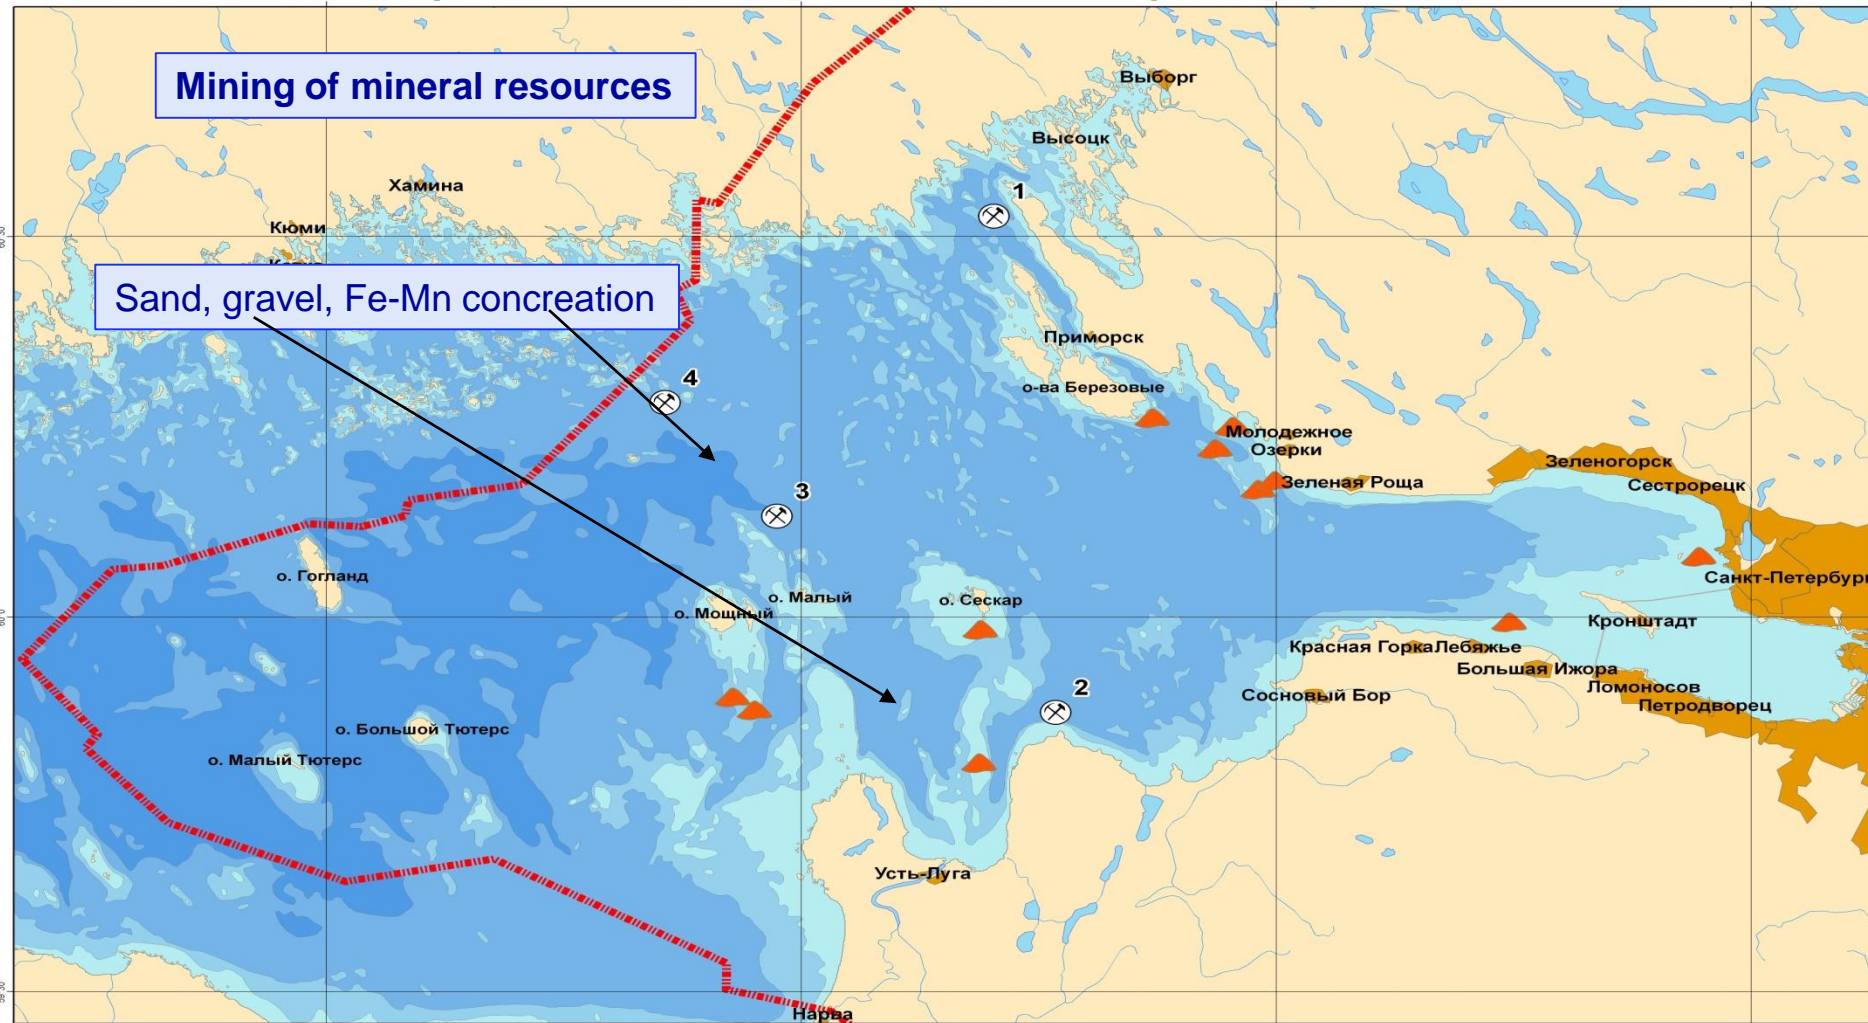 Mining of mineral resources
Выборг
Высоцк
Хамина
1
Кюми
Sand, gravel, Fe-Mn concreation
Приморск
4
о-ва Березовые
Молодежное
Озерки
Зеленогорск
Зеленая Роща
Сестрорецк
3
о. Гогланд
Санкт-Петербург
о. Малый
о. Сескар
о. Мощный
Кронштадт
Красная Горка
Лебяжье
Большая Ижора
2
Ломоносов
Сосновый Бор
Петродворец
о. Большой Тютерс
о. Малый Тютерс
Усть-Луга
Нарва